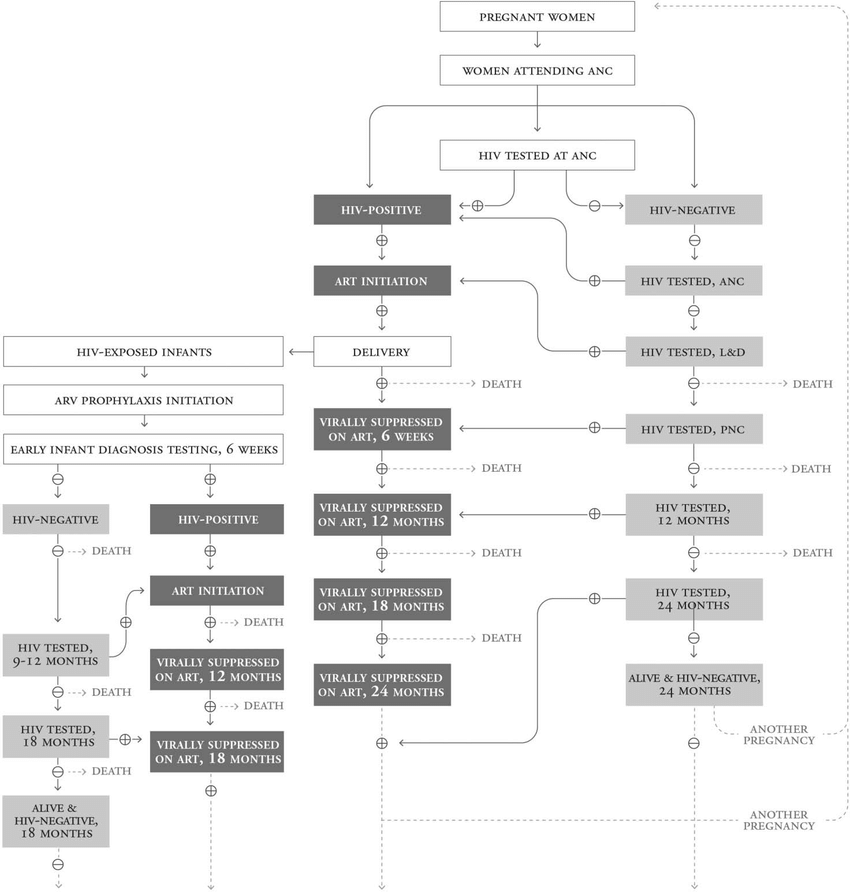 PREGNANT WOMEN
WOMEN ATTENDING ANC
HIV TESTED AT ANC
HIV-POSITIVE
HIV-NEGATIVE
ART INITIATION
HIV TESTED, ANC
HIV-EXPOSED INFANTS
DELIVERY
HIV TESTED, L&D
DEATH
DEATH
ARV PROPHYLAXIS INITIATION
VIRALLY SUPPRESSED
ON ART, 6 WEEKS
HIV TESTED, PNC
EARLY INFANT DIAGNOSIS TESTING, 6 WEEKS
DEATH
DEATH
HIV-NEGATIVE
HIV-POSITIVE
VIRALLY SUPPRESSED
ON ART, 12 MONTHS
HIV TESTED,
12 MONTHS
DEATH
DEATH
DEATH
ART INITIATION
VIRALLY SUPPRESSED
ON ART, 18 MONTHS
HIV TESTED,
24 MONTHS
DEATH
DEATH
HIV TESTED,
9-12 MONTHS
VIRALLY SUPPRESSED
ON ART, 12 MONTHS
VIRALLY SUPPRESSED
ON ART, 24 MONTHS
ALIVE & HIV-NEGATIVE,
24 MONTHS
DEATH
DEATH
HIV TESTED,
18 MONTHS
VIRALLY SUPPRESSED
ON ART, 18 MONTHS
ANOTHER
PREGNANCY
DEATH
ALIVE &
HIV-NEGATIVE,
18 MONTHS
ANOTHER
PREGNANCY